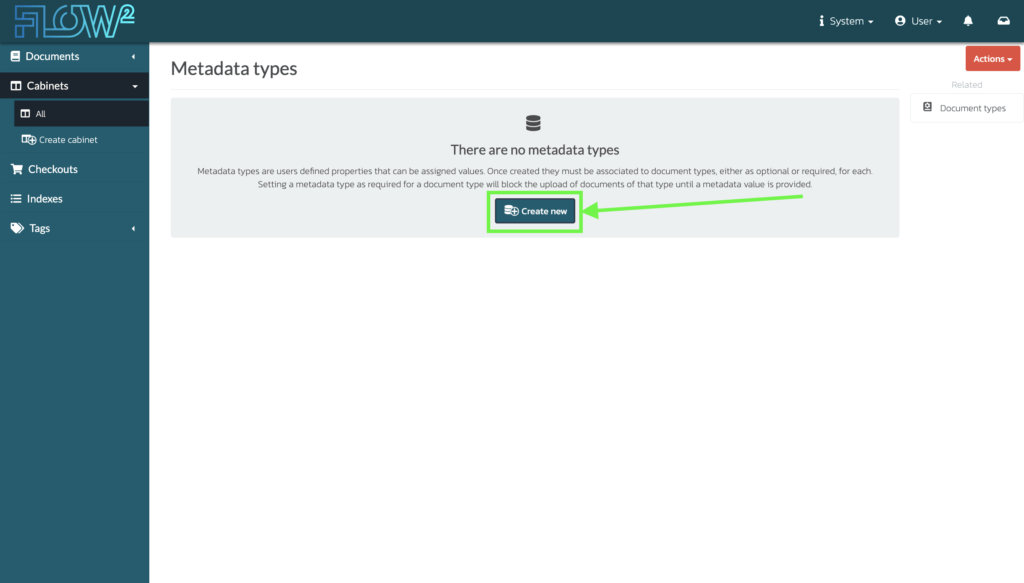 FLOW2
System
User
Documents
Cabinets
All
Create cabinet
Checkouts
Indexes
Tags
Metadata types
There are no metadata types
Metadata types are users defined properties that can be assigned values. Once created they must be associated to document types, either as optional or required, for each.
Setting a metadata type as required for a document type will block the upload of documents of that type until a metadata value is provided.
Create new
Actions
Related
Document types